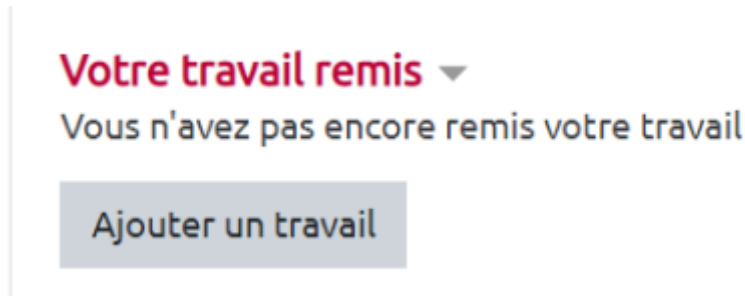 Votre travail remis
Vous n'avez pas encore remis votre travail
Ajouter un travail